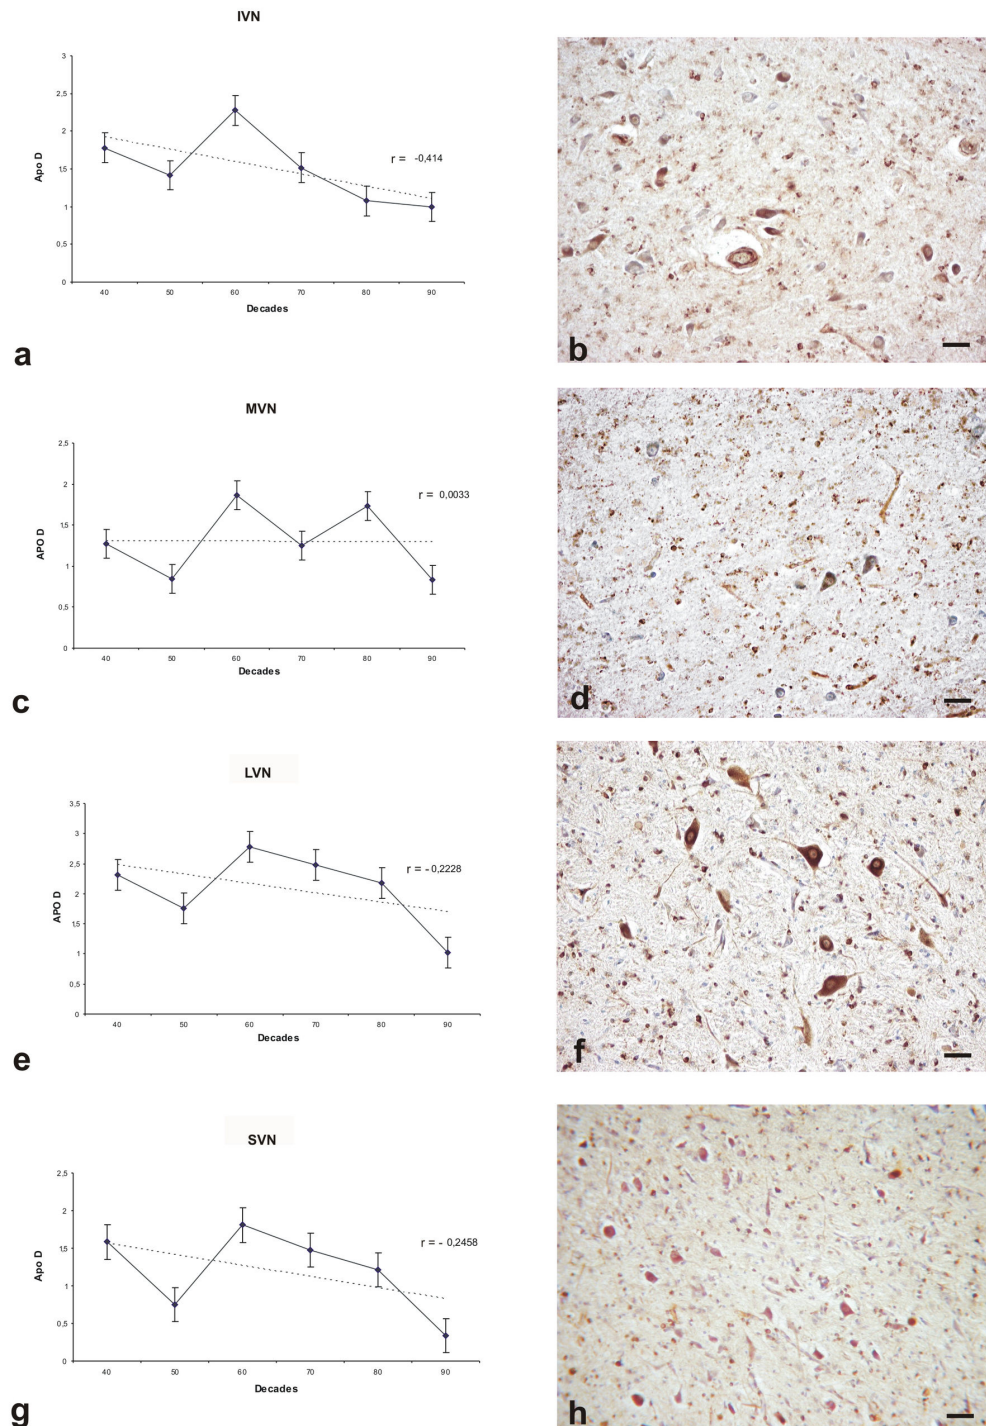 IVN
3
2,5
2
1,5
1
0,5
0
Apo D
r = -0,414
40 50 60 70 80 90
Decades
a
b
MVN
2,5
2
1,5
1
0,5
0
APO D
r = 0,0033
40 50 60 70 80 90
Decades
c
d
LVN
3,5
3
2,5
2
1,5
1
0,5
0
APO D
r = - 0,2228
40 50 60 70 80 90
Decades
e
f
SVN
2,5
2
1,5
1
0,5
0
Apo D
r = - 0,2458
40 50 60 70 80 90
Decades
g
h